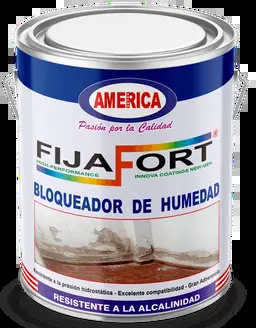 AMERICA
Pasión por la Calidad
FIJAFORT®
HIGH-PERFORMANCE INNOVA COATINGS NEW-GEN
BLOQUEADOR DE HUMEDAD
Resistente a la presión hidrostática - Excelente compatibilidad - Gran Adherencia
RESISTENTE A LA ALCALINIDAD